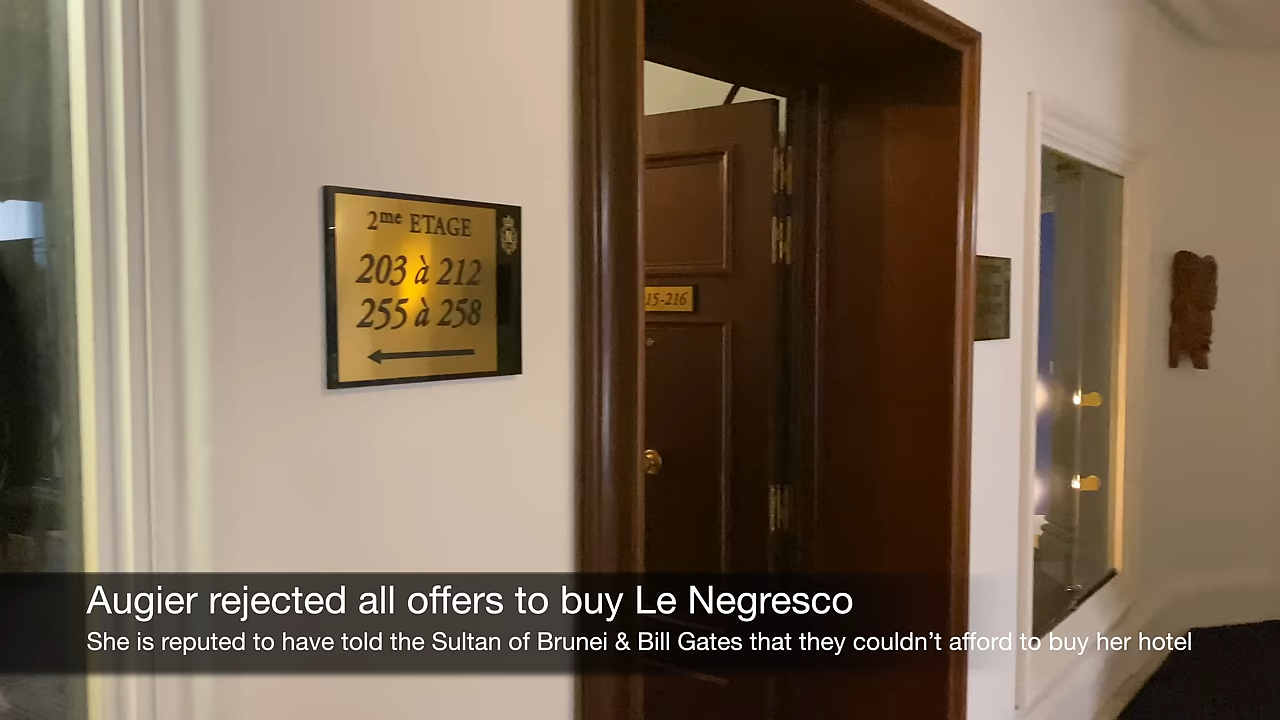 2me ETAGE
203 à 212
255 à 258
15-216
Augier rejected all offers to buy Le Negresco
She is reputed to have told the Sultan of Brunei & Bill Gates that they couldn’t afford to buy her hotel